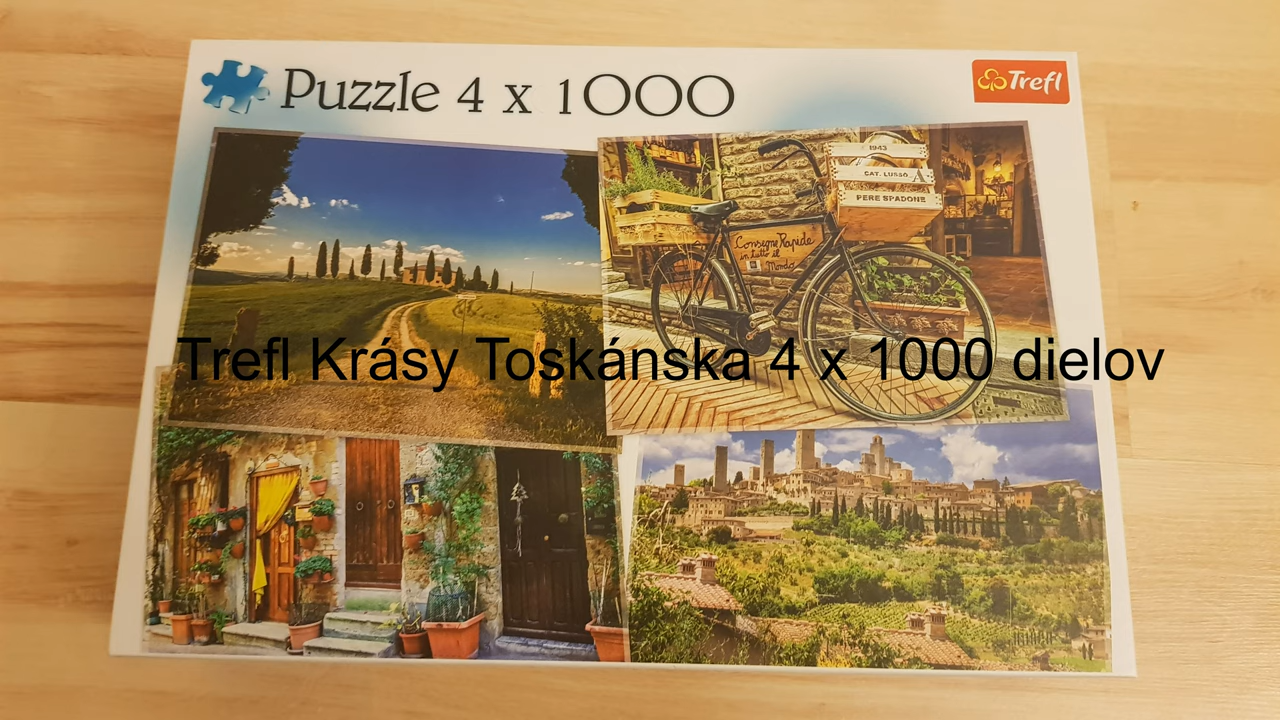 Puzzle 4 x 1000
Trefl
1943
CAT. LUSSO A
PERE SPADONE
Consegne Rapide
in tutto il
Mondo
Trefl Krásy Toskánska 4 x 1000 dielov